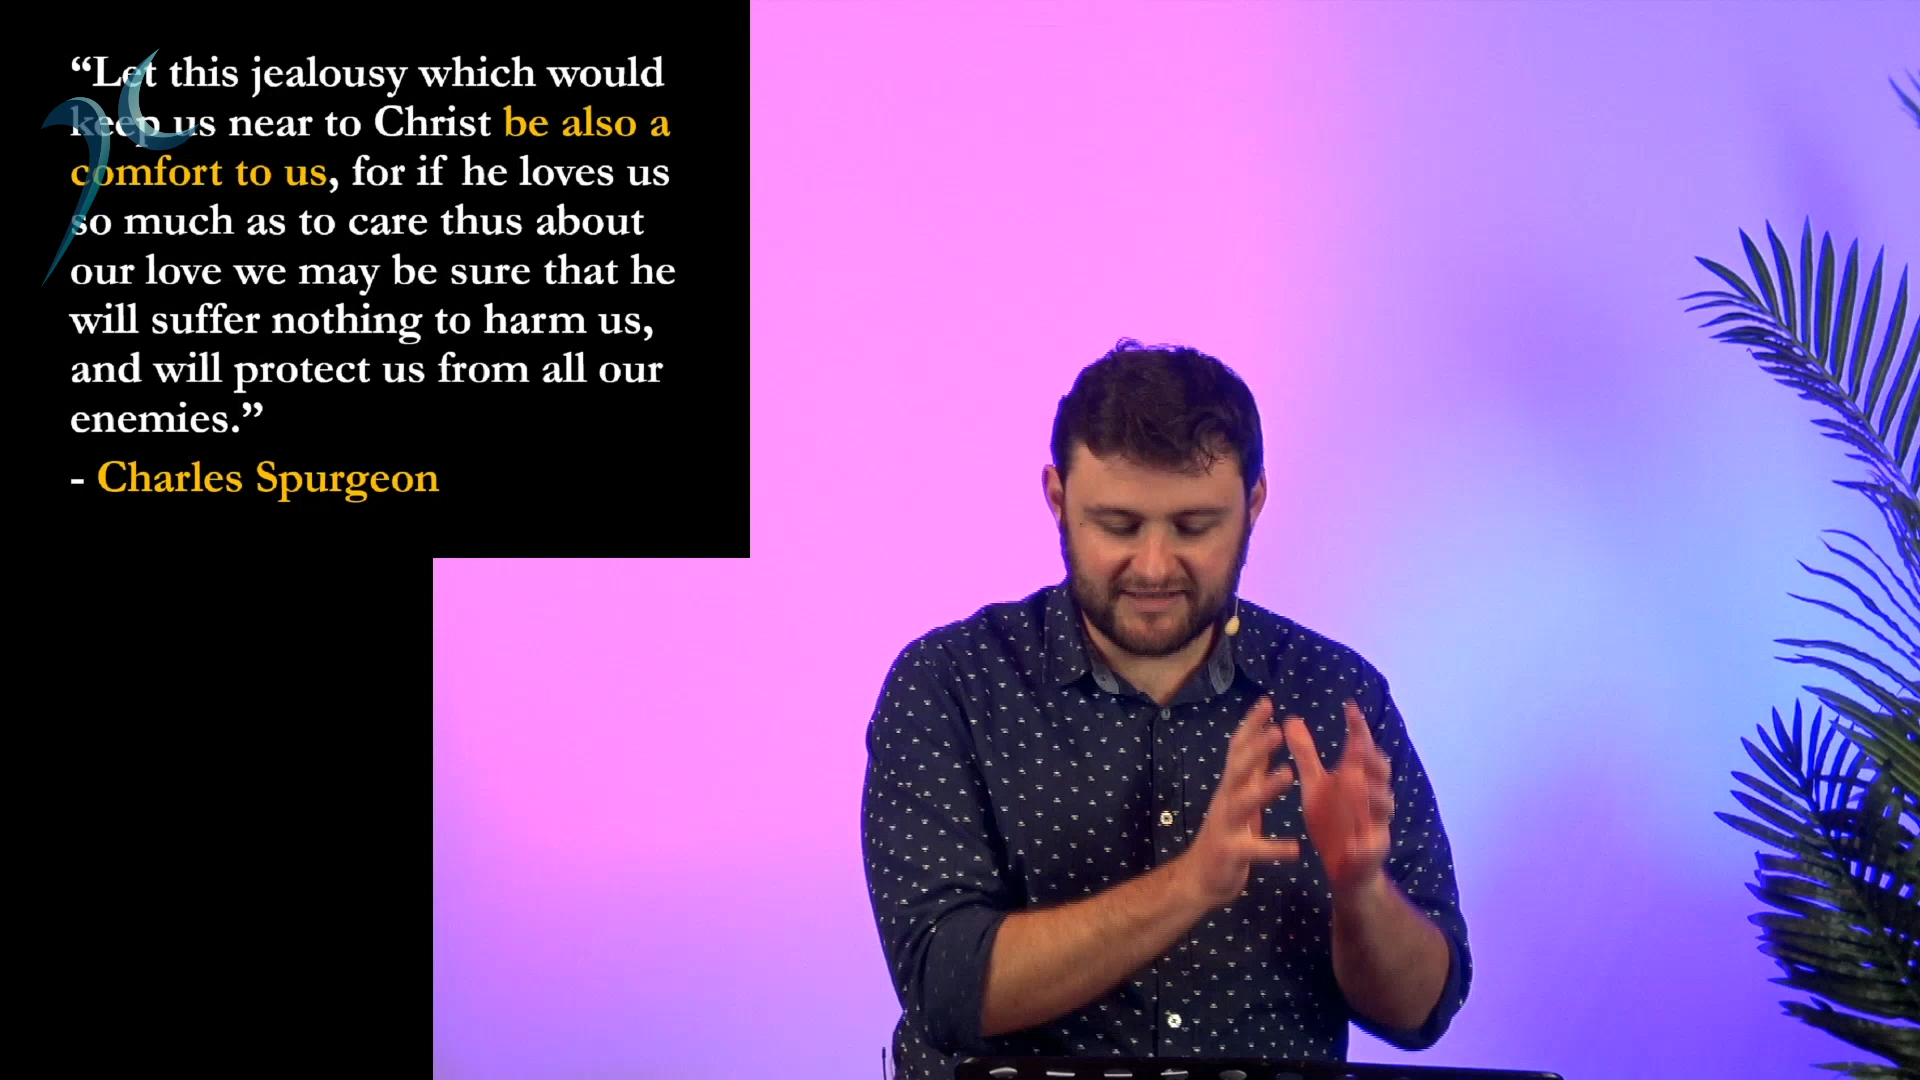 “Let this jealousy which would
keep us near to Christ be also a
comfort to us, for if he loves us
so much as to care thus about
our love we may be sure that he
will suffer nothing to harm us,
and will protect us from all our
enemies.”
- Charles Spurgeon